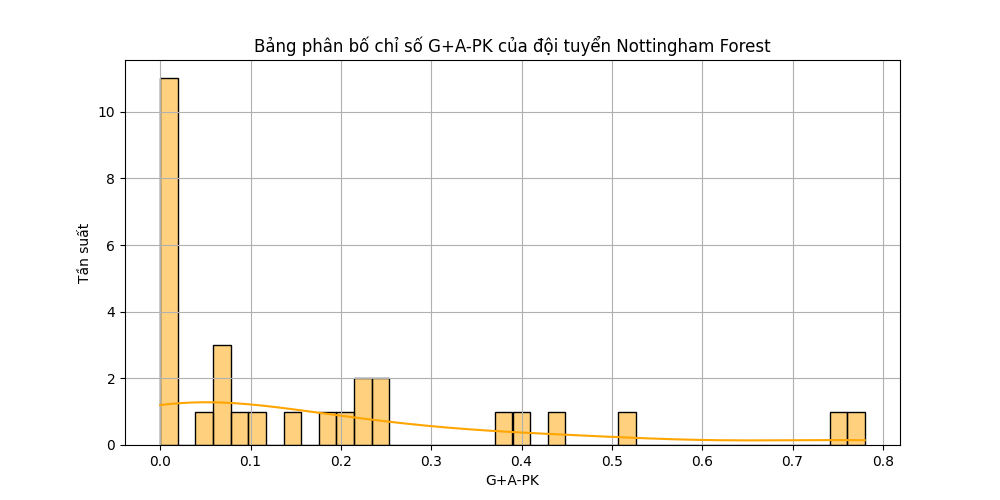 Bảng phân bố chỉ số G+A-PK của đội tuyển Nottingham Forest
Tần suất
10
8
6
4
2
0
0.0 0.1 0.2 0.3 0.4 0.5 0.6 0.7 0.8
G+A-PK